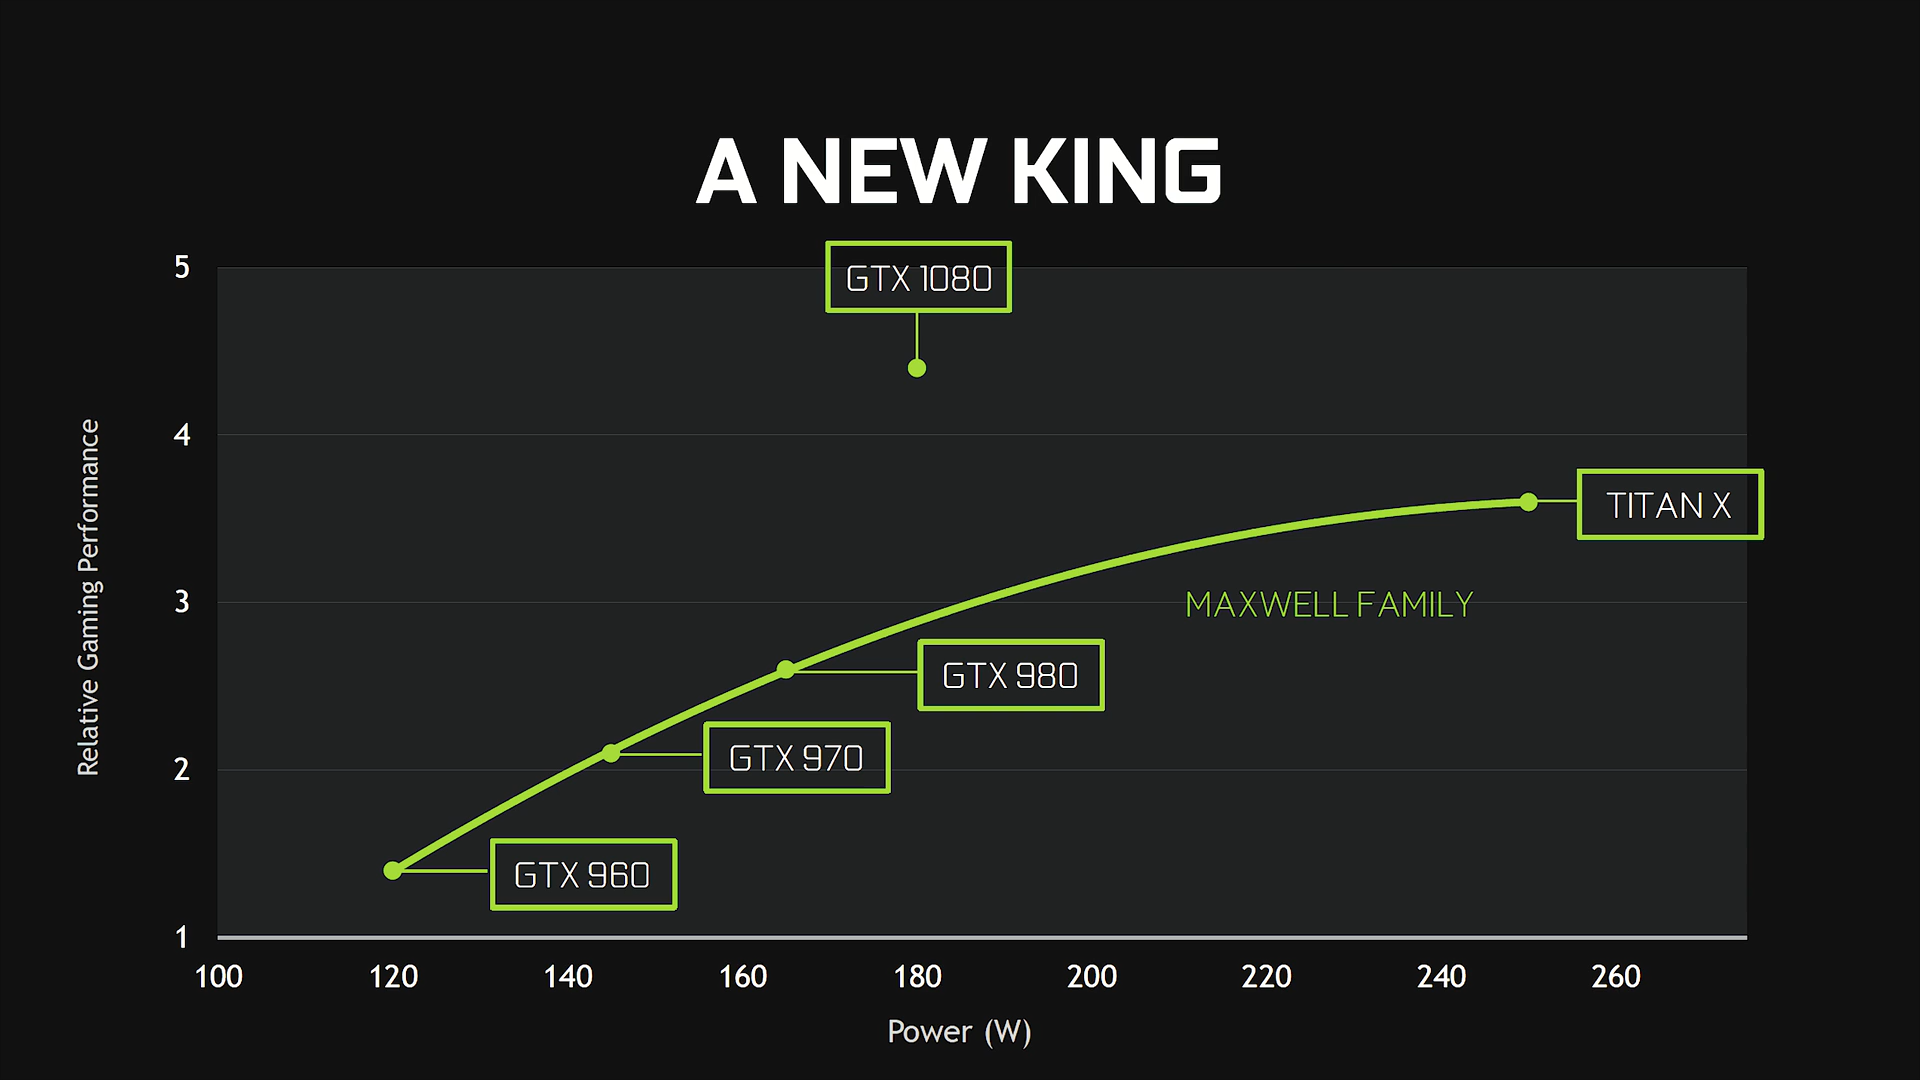 A NEW KING
GTX 1080
TITAN X
MAXWELL FAMILY
GTX 980
GTX 970
GTX 960
Relative Gaming Performance
5
4
3
2
1
100 120 140 160 180 200 220 240 260
Power (W)